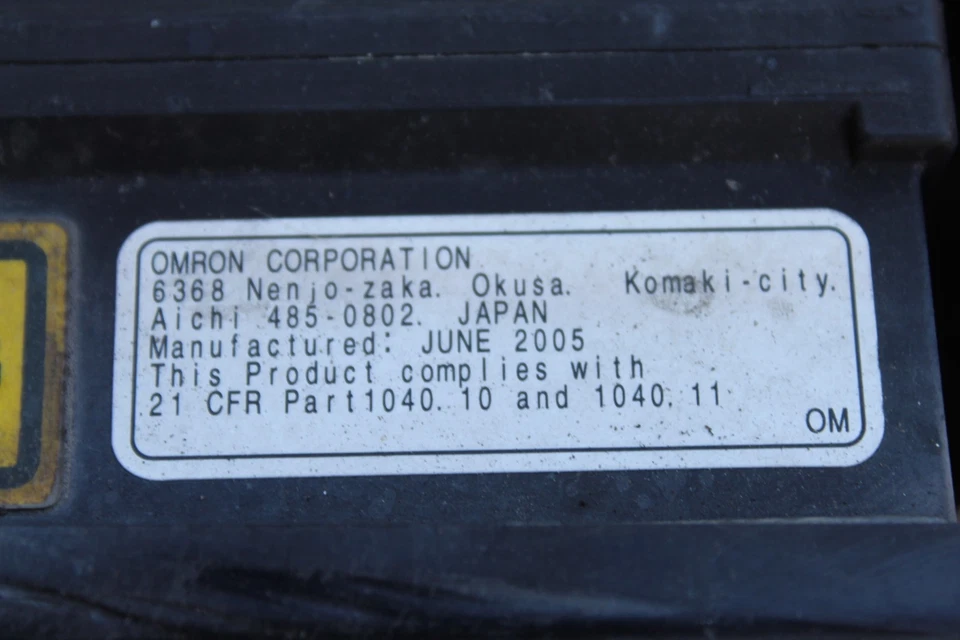 OMRON CORPORATION
6368 Nenjo-zaka. Okusa. Komaki-city.
Aichi 485-0802. JAPAN
Manufactured: JUNE 2005
This Product complies with
21 CFR Part1040.10 and 1040.11
OM